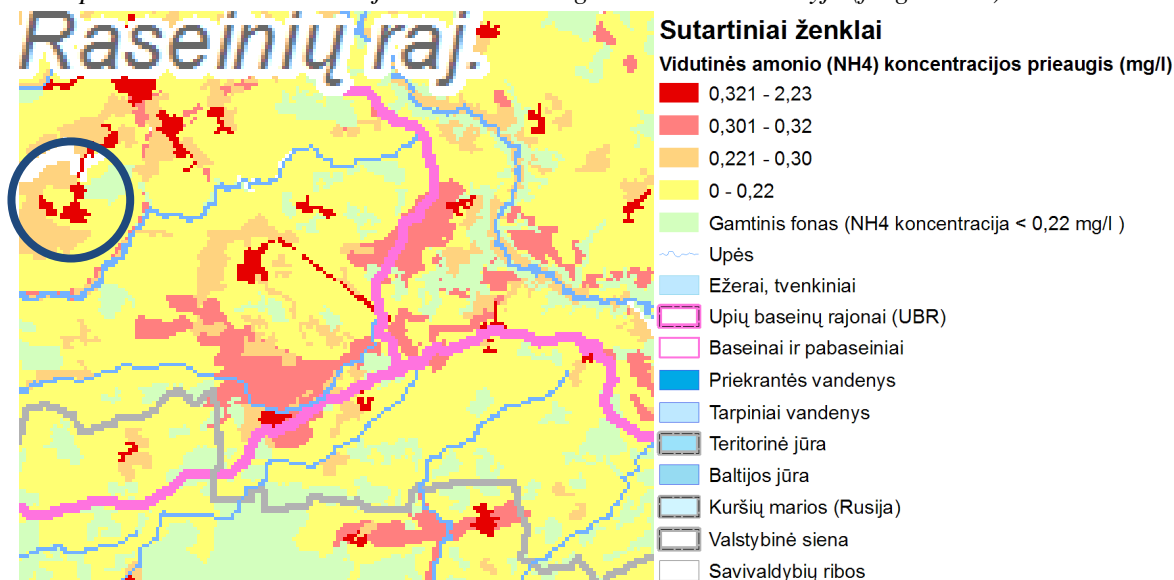 Raseinių raj.
Sutartiniai ženklai
Vidutinės amonio (NH4) koncentracijos prieaugis (mg/l)
0,321 - 2,23
0,301 - 0,32
0,221 - 0,30
0 - 0,22
Gamtinis fonas (NH4 koncentracija < 0,22 mg/l )
Upės
Ežerai, tvenkiniai
Upių baseinų rajonai (UBR)
Baseinai ir pabaseiniai
Priekrantės vandenys
Tarpiniai vandenys
Teritorinė jūra
Baltijos jūra
Kuršių marios (Rusija)
Valstybinė siena
Savivaldybių ribos